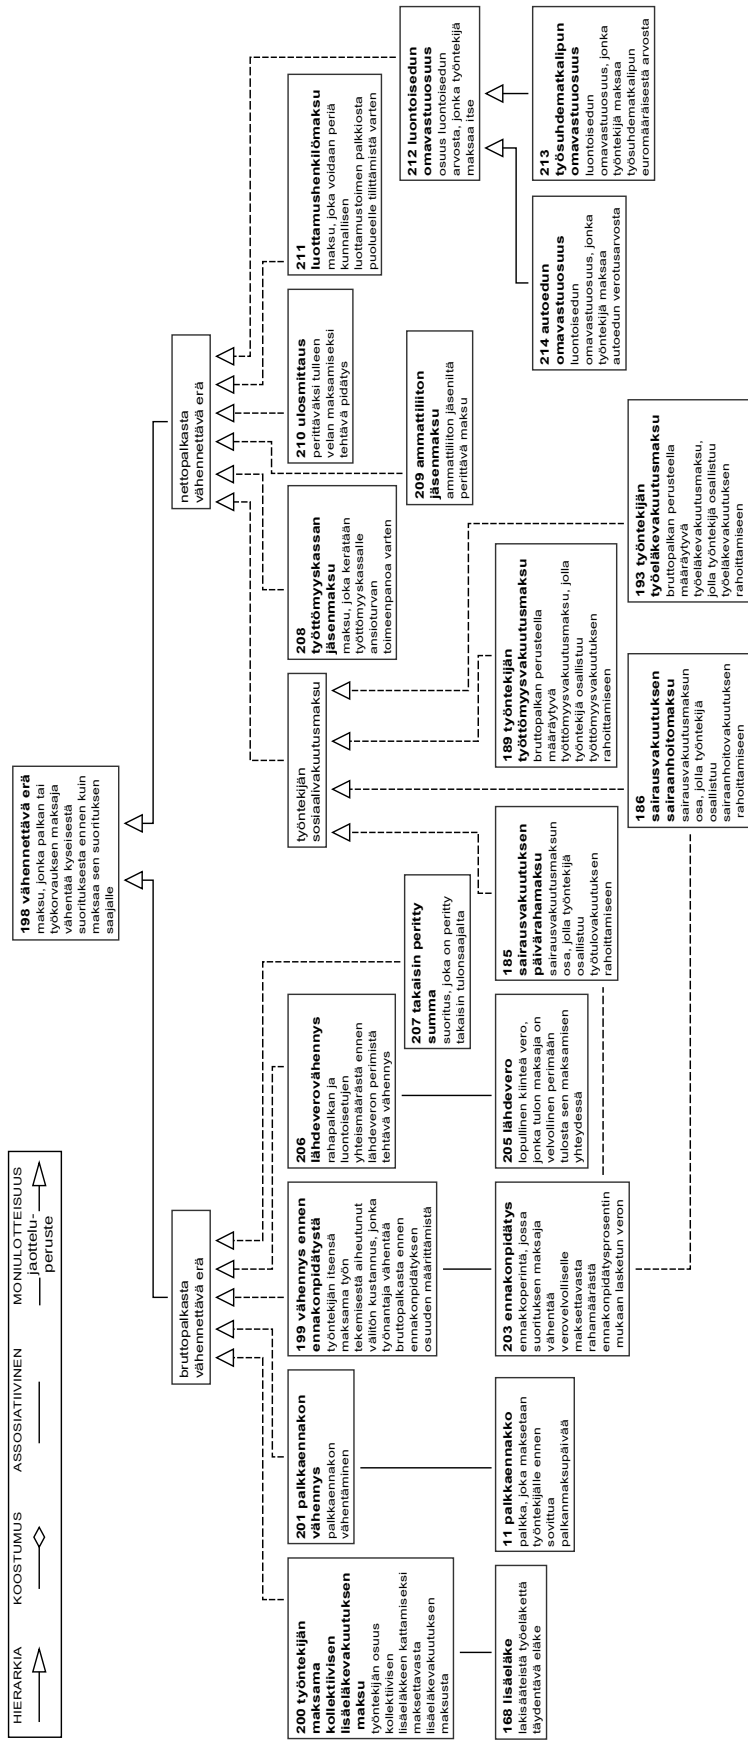 HIERARKIA
KOOSTUMUS
ASSOSIATIIVINEN
MONIULOTTEISUUS
jaottelu-
peruste
198 vähennettävä erä
maksu, jonka palkan tai
työkorvauksen maksaja
vähentää kyseisestä
suorituksesta ennen kuin
maksaa sen suorituksen
saajalle
bruttopalkasta
vähennettävä erä
nettopalkasta
vähennettävä erä
200 työntekijän
maksama
kollektiivisen
lisäeläkevakuutuksen
maksu
työntekijän osuus
kollektiivisen
lisäeläkkeen kattamiseksi
maksettavasta
lisäeläkevakuutuksen
maksusta
201 palkkaennakon
vähennys
palkkaennakon
vähentäminen
199 vähennys ennen
ennakonpidätystä
työntekijän itsensä
maksama työn
tekemisestä aiheutunut
välitön kustannus, jonka
työnantaja vähentää
bruttopalkasta ennen
ennakonpidätyksen
osuuden määrittämistä
206
lähdeverovähennys
rahapalkan ja
luontoisetujen
yhteismäärästä ennen
lähdeveron perimistä
tehtävä vähennys
207 takaisin peritty
summa
suoritus, joka on peritty
takaisin tulonsaajalta
työntekijän
sosiaalivakuutusmaksu
208
työttömyyskassan
jäsenmaksu
maksu, joka kerätään
työttömyyskassalle
ansioturvan
toimeenpanoa varten
209 ammattiliiton
jäsenmaksu
ammattiliiton jäseniltä
perittävä maksu
210 ulosmittaus
perittäväksi tulleen
velan maksamiseksi
tehtävä pidätys
211
luottamushenkilömaksu
maksu, joka voidaan periä
kunnallisen
luottamustoimen palkkiosta
puolueelle tilittämistä varten
212 luontoisedun
omavastuuosuus
osuus luontoisedun
arvosta, jonka työntekijä
maksaa itse
168 lisäeläke
lakisääteistä työeläkettä
täydentävä eläke
11 palkkaennakko
palkka, joka maksetaan
työntekijälle ennen
sovittua
palkanmaksupäivää
203 ennakonpidätys
ennakkoperintä, jossa
suorituksen maksaja
vähentää
verovelvolliselle
maksettavasta
rahamäärästä
ennakonpidätysprosentin
mukaan lasketun veron
205 lähdevero
lopullinen kiinteä vero,
jonka tulon maksaja on
velvollinen perimään
tulosta sen maksamisen
yhteydessä
185
sairausvakuutuksen
päivärahamaksu
sairausvakuutusmaksun
osa, jolla työntekijä
osallistuu
työtulovakuutuksen
rahoittamiseen
189 työntekijän
työttömyysvakuutusmaksu
bruttopalkan perusteella
määräytyvä
työttömyysvakuutusmaksu, jolla
työntekijä osallistuu
työttömyysvakuutuksen
rahoittamiseen
214 autoedun
omavastuuosuus
luontoisedun
omavastuuosuus, jonka
työntekijä maksaa
autoedun verotusarvosta
213
työsuhdematkalipun
omavastuuosuus
luontoisedun
omavastuuosuus, jonka
työntekijä maksaa
työsuhdematkalipun
euromääräisestä arvosta
186
sairausvakuutuksen
sairaanhoitomaksu
sairausvakuutusmaksun
osa, jolla työntekijä
osallistuu
sairaanhoitovakuutuksen
rahoittamiseen
193 työntekijän
työeläkevakuutusmaksu
bruttopalkan perusteella
määräytyvä
työeläkevakuutusmaksu,
jolla työntekijä osallistuu
työeläkevakuutuksen
rahoittamiseen